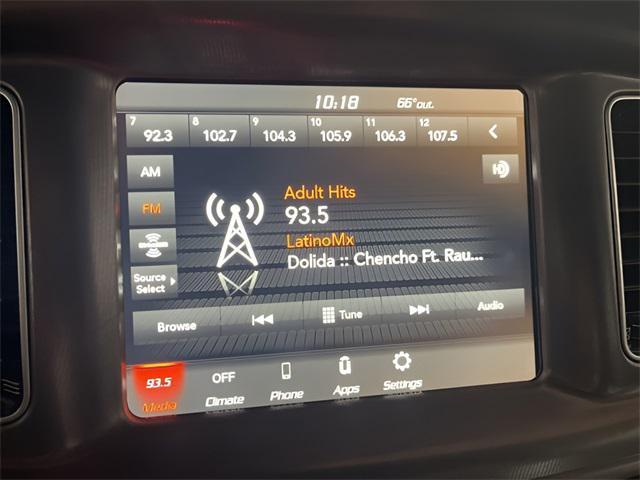 10:18 66°out.
7 8 9 10 11 12
92.3 102.7 104.3 105.9 106.3 107.5
AM HD
FM
Source
Select
Adult Hits
93.5
LatinoMx
Dolida :: Chencho Ft. Rau...
Browse Tune Audio
93.5 OFF
Media Climate Phone Apps Settings